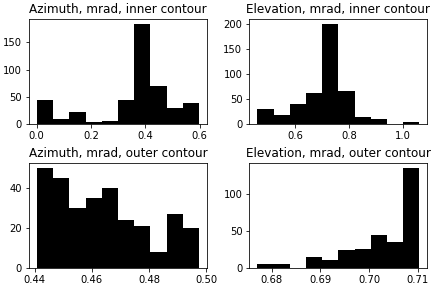 Azimuth, mrad, inner contour
Elevation, mrad, inner contour
150
100
50
0
0.0 0.2 0.4 0.6
200
150
100
50
0
0.6 0.8 1.0
Azimuth, mrad, outer contour
Elevation, mrad, outer contour
40
20
0
0.44 0.46 0.48 0.50
100
50
0
0.68 0.69 0.70 0.71